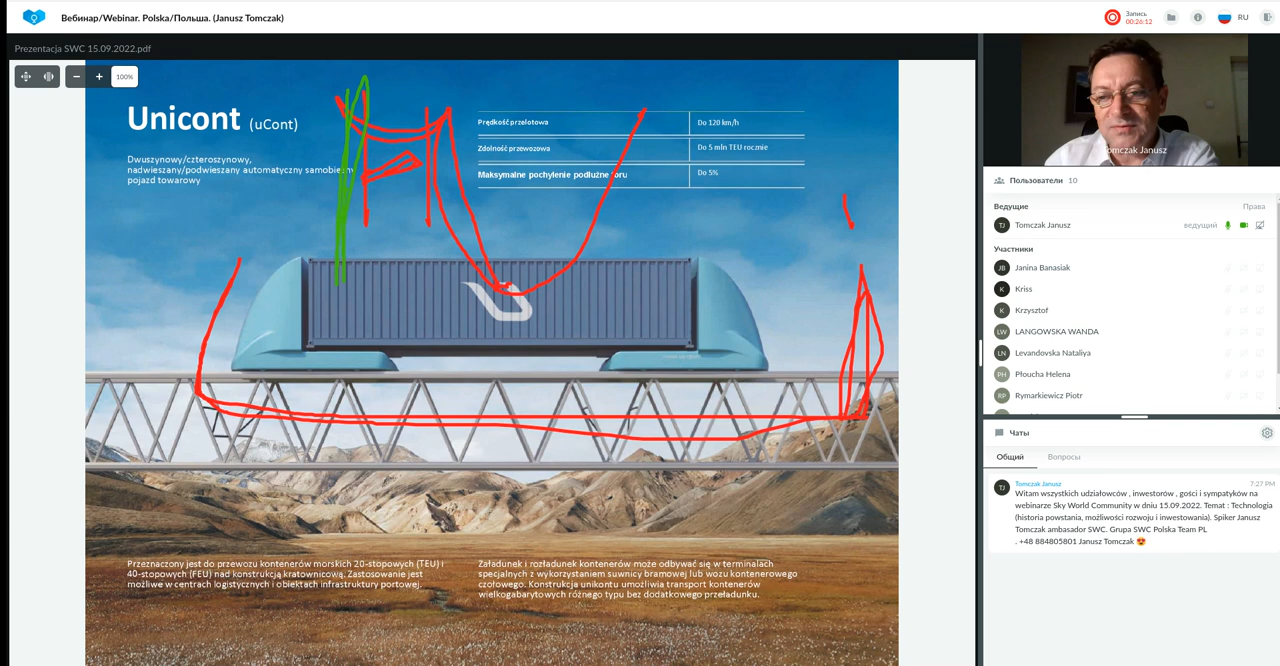 Вебинар/Webinar. Polska/Польша. (Janusz Tomczak)
Запись
00:26:12
RU
Prezentacja SWC 15.09.2022.pdf
100%
Unicont (uCont)
Dwuszynowy/czteroszynowy,
nadwieszany/podwieszany automatyczny samobieżny
pojazd towarowy
Prędkość przelotowa
Do 120 km/h
Zdolność przewozowa
Do 5 mln TEU rocznie
Maksymalne pochylenie podłużne toru
Do 5%
Przeznaczony jest do przewozu kontenerów morskich 20-stopowych (TEU) i
40-stopowych (FEU) nad konstrukcją kratownicową. Zastosowanie jest
możliwe w centrach logistycznych i obiektach infrastruktury portowej.
Załadunek i rozładunek kontenerów może odbywać się w terminalach
specjalnych z wykorzystaniem suwnicy bramowej lub wozu kontenerowego
czołowego. Konstrukcja unikontu umożliwia transport kontenerów
wielkogabarytowych różnego typu bez dodatkowego przeładunku.
Tomczak Janusz
Пользователи 10
Ведущие
Права
TJ
Tomczak Janusz
ведущий
Участники
JB
Janina Banasiak
K
Kriss
K
Krzysztof
LW
LANGOWSKA WANDA
LN
Levandovska Nataliya
PH
Płoucha Helena
RP
Rymarkiewicz Piotr
Чаты
Общий
Вопросы
TJ
Tomczak Janusz
7:27 PM
Witam wszystkich udziałowców , inwestorów , gości i sympatyków na
webinarze Sky World Community w dniu 15.09.2022. Temat : Technologia
(historia powstania, możliwości rozwoju i inwestowania). Spiker Janusz
Tomczak ambasador SWC. Grupa SWC Polska Team PL
. +48 884805801 Janusz Tomczak 😍